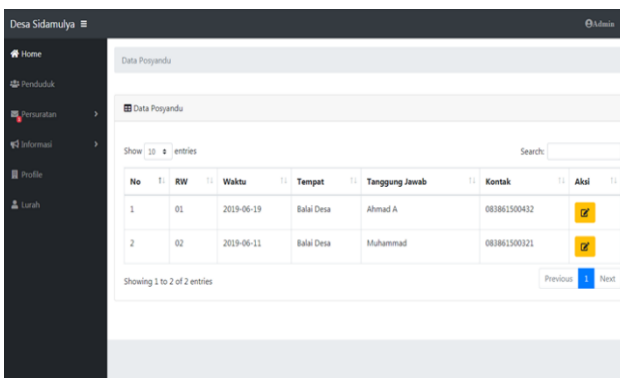 Desa Sidamulya
Admin
Home
Penduduk
Persuratan
Informasi
Profile
Lurah
Data Posyandu
Data Posyandu
Show 10 entries
Search:
No RW Waktu Tempat Tanggung Jawab Kontak Aksi
1 01 2019-06-19 Balai Desa Ahmad A 083861500432
2 02 2019-06-11 Balai Desa Muhammad 083861500321
Showing 1 to 2 of 2 entries
Previous 1 Next